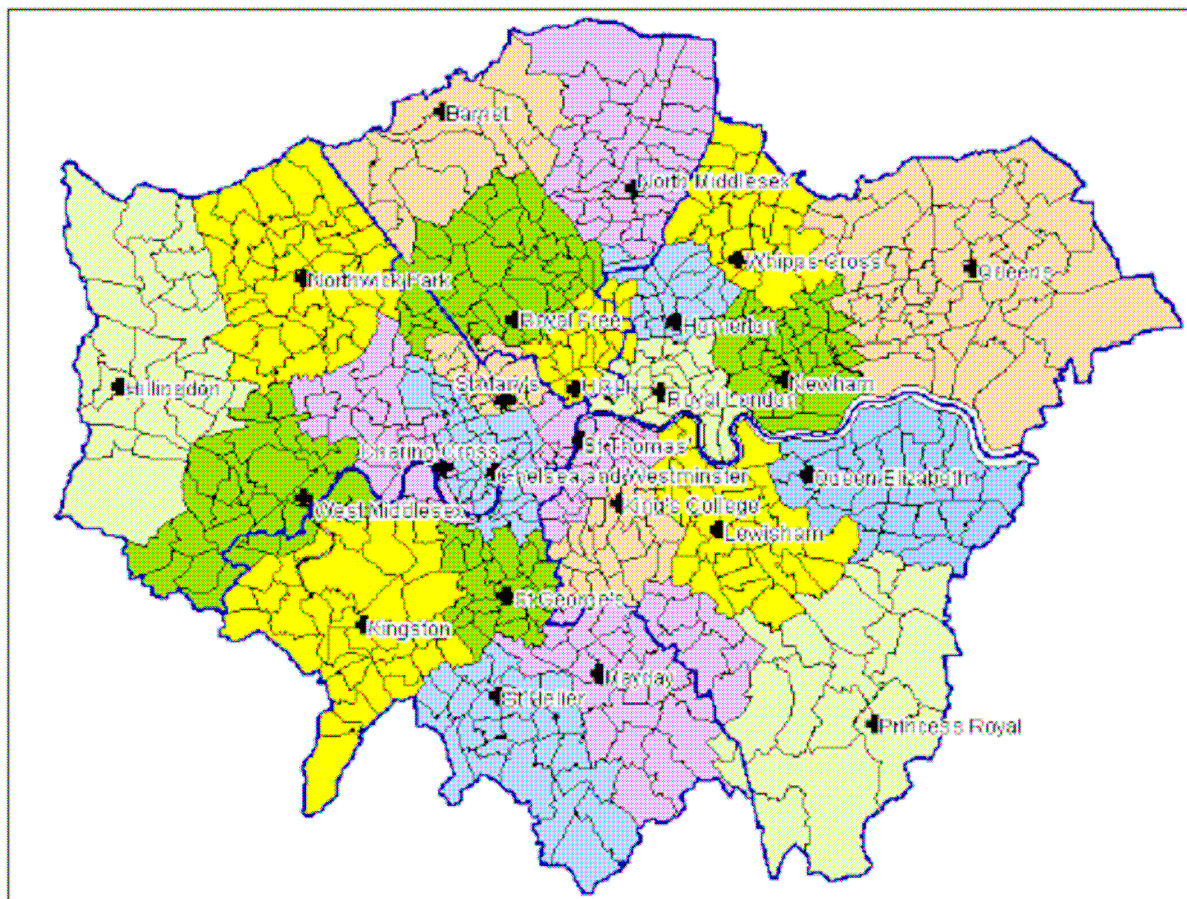 Barnet
North Middlesex
Whipps Cross
Queens
Northwick Park
Royal Free
Homerton
Hillingdon
St Mary's
UCLH
Royal London
Newham
Charing Cross
St Thomas'
Chelsea and Westminster
Queen Elizabeth
West Middlesex
King's College
Lewisham
St George's
Kingston
Mayday
St Helier
Princess Royal